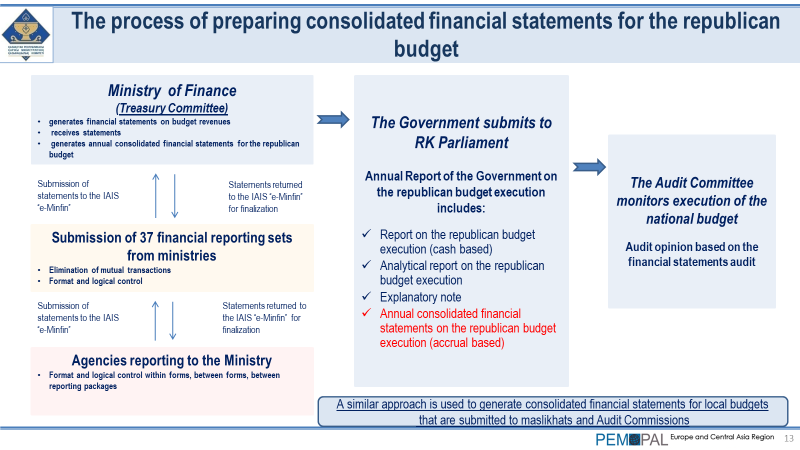 The process of preparing consolidated financial statements for the republican
budget
Ministry of Finance
(Treasury Committee)
• generates financial statements on budget revenues
• receives statements
• generates annual consolidated financial statements for the republican
budget
Submission of
statements to the IAIS
"e-Minfin"
Statements returned
to the IAIS "e-Minfin"
for finalization
Submission of 37 financial reporting sets
from ministries
• Elimination of mutual transactions
• Format and logical control
Submission of
statements to the IAIS
"e-Minfin"
Statements returned to
the IAIS "e-Minfin" for
finalization
Agencies reporting to the Ministry
• Format and logical control within forms, between forms, between
reporting packages
The Government submits to
RK Parliament
Annual Report of the Government on
the republican budget execution
includes:
✓ Report on the republican budget
execution (cash based)
✓ Analytical report on the republican
budget execution
✓ Explanatory note
✓ Annual consolidated financial
statements on the republican budget
execution (accrual based)
The Audit Committee
monitors execution of the
national budget
Audit opinion based on the
financial statements audit
A similar approach is used to generate consolidated financial statements for local budgets
that are submitted to maslikhats and Audit Commissions
PEMPAL Europe and Central Asia Region
13